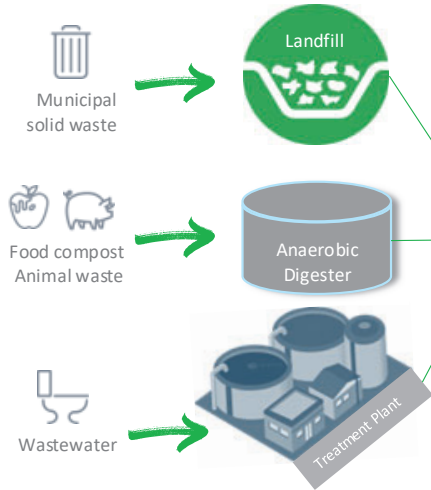 Landfill
Municipal
solid waste
Food compost
Animal waste
Anaerobic
Digester
Wastewater
Treatment Plant